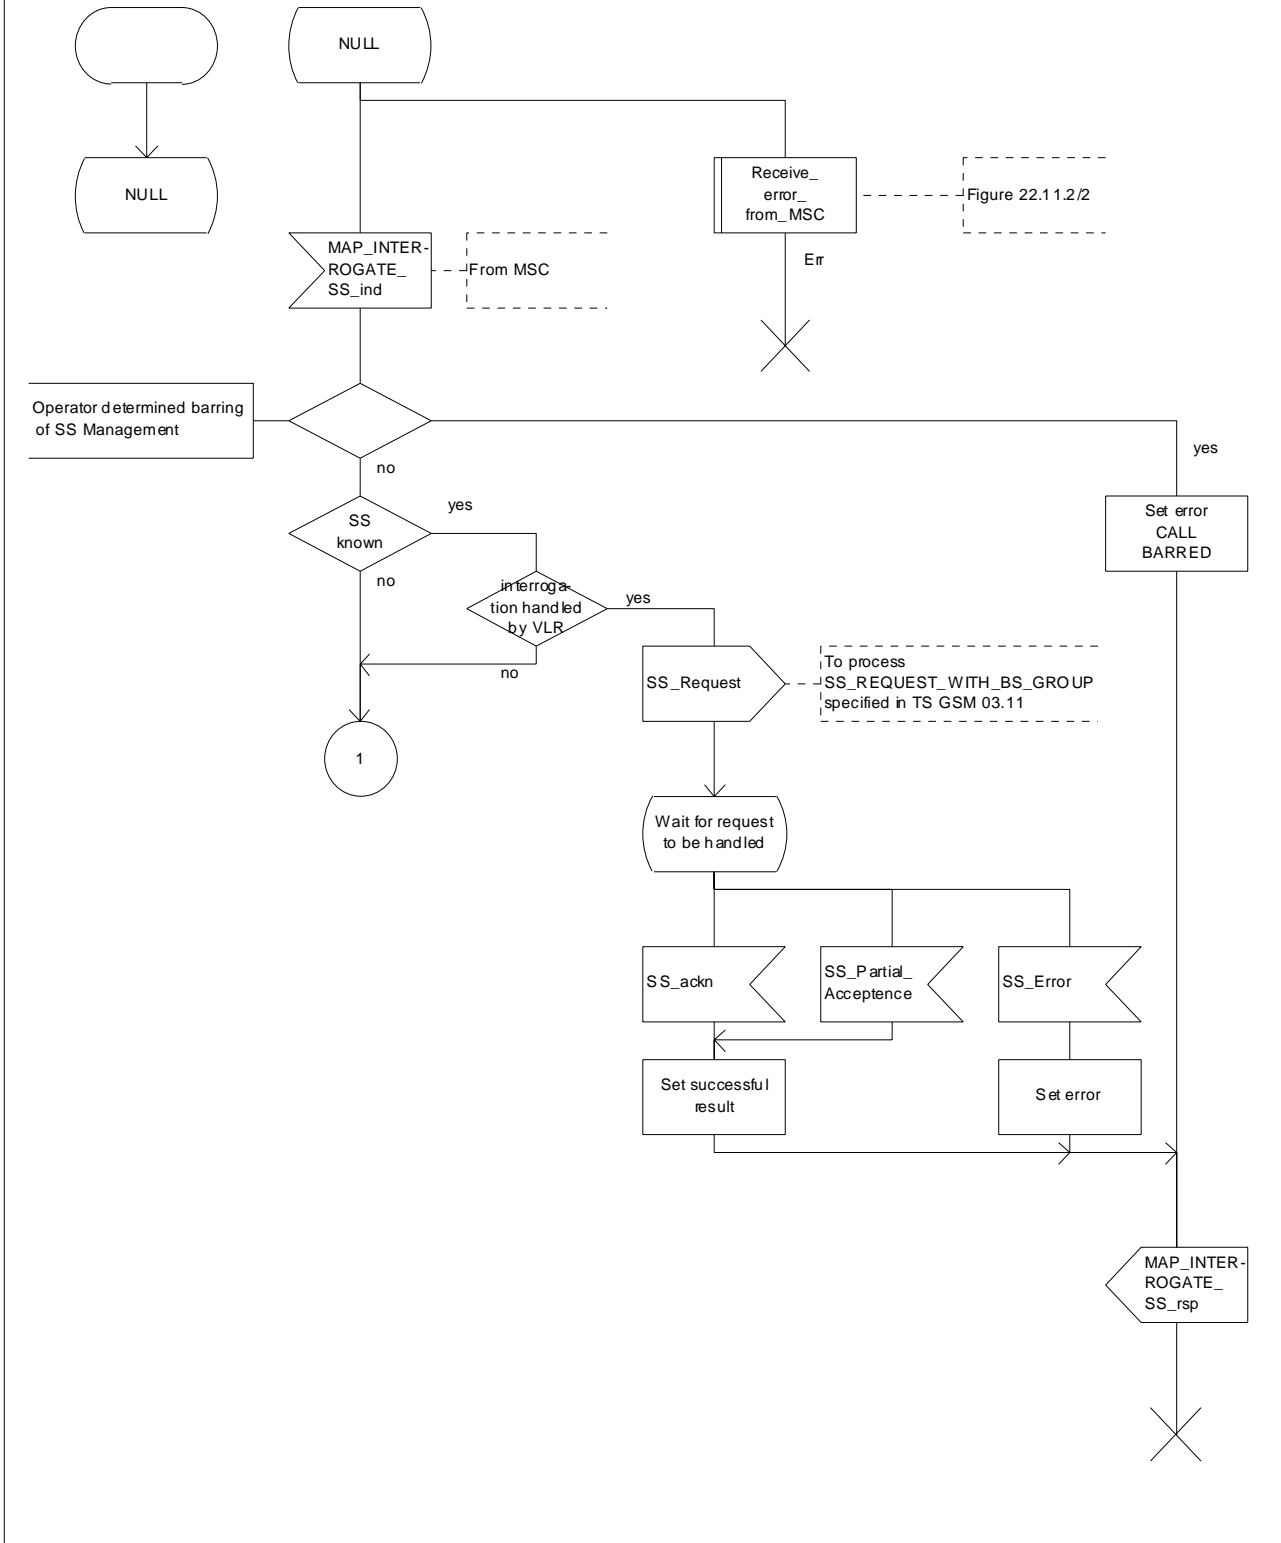 NULL
NULL
Receive_
error_
from_MSC
Figure 22.11.2/2
MAP_INTER-
ROGATE_
SS_ind
From MSC
Err
Operator determined barring
of SS Management
no
yes
SS
known
yes
no
Set error
CALL
BARRED
interroga-
tion handled
by VLR
yes
no
SS_Request
To process
SS_REQUEST_WITH_BS_GROUP
specified in TS GSM 03.11
1
Wait for request
to be handled
SS_ackn
SS_Partial_
Acceptence
SS_Error
Set successful
result
Set error
MAP_INTER-
ROGATE_
SS_rsp